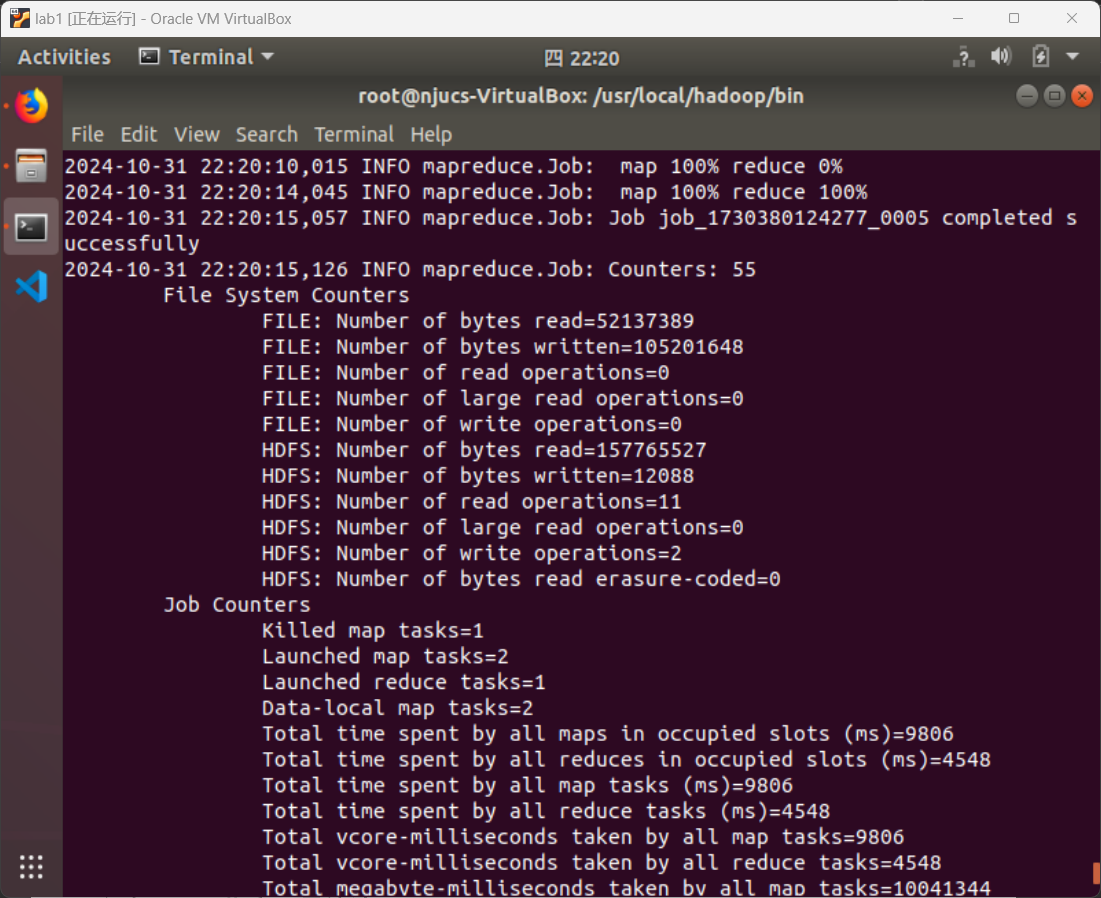 lab1 [正在运行] - Oracle VM VirtualBox
Activities Terminal 四 22:20
root@njucs-VirtualBox: /usr/local/hadoop/bin
File Edit View Search Terminal Help
2024-10-31 22:20:10,015 INFO mapreduce.Job:  map 100% reduce 0%
2024-10-31 22:20:14,045 INFO mapreduce.Job:  map 100% reduce 100%
2024-10-31 22:20:15,057 INFO mapreduce.Job: Job job_1730380124277_0005 completed s
uccessfully
2024-10-31 22:20:15,126 INFO mapreduce.Job: Counters: 55
File System Counters
FILE: Number of bytes read=52137389
FILE: Number of bytes written=105201648
FILE: Number of read operations=0
FILE: Number of large read operations=0
FILE: Number of write operations=0
HDFS: Number of bytes read=157765527
HDFS: Number of bytes written=12088
HDFS: Number of read operations=11
HDFS: Number of large read operations=0
HDFS: Number of write operations=2
HDFS: Number of bytes read erasure-coded=0
Job Counters
Killed map tasks=1
Launched map tasks=2
Launched reduce tasks=1
Data-local map tasks=2
Total time spent by all maps in occupied slots (ms)=9806
Total time spent by all reduces in occupied slots (ms)=4548
Total time spent by all map tasks (ms)=9806
Total time spent by all reduce tasks (ms)=4548
Total vcore-milliseconds taken by all map tasks=9806
Total vcore-milliseconds taken by all reduce tasks=4548
Total megabyte-milliseconds taken by all map tasks=10041344